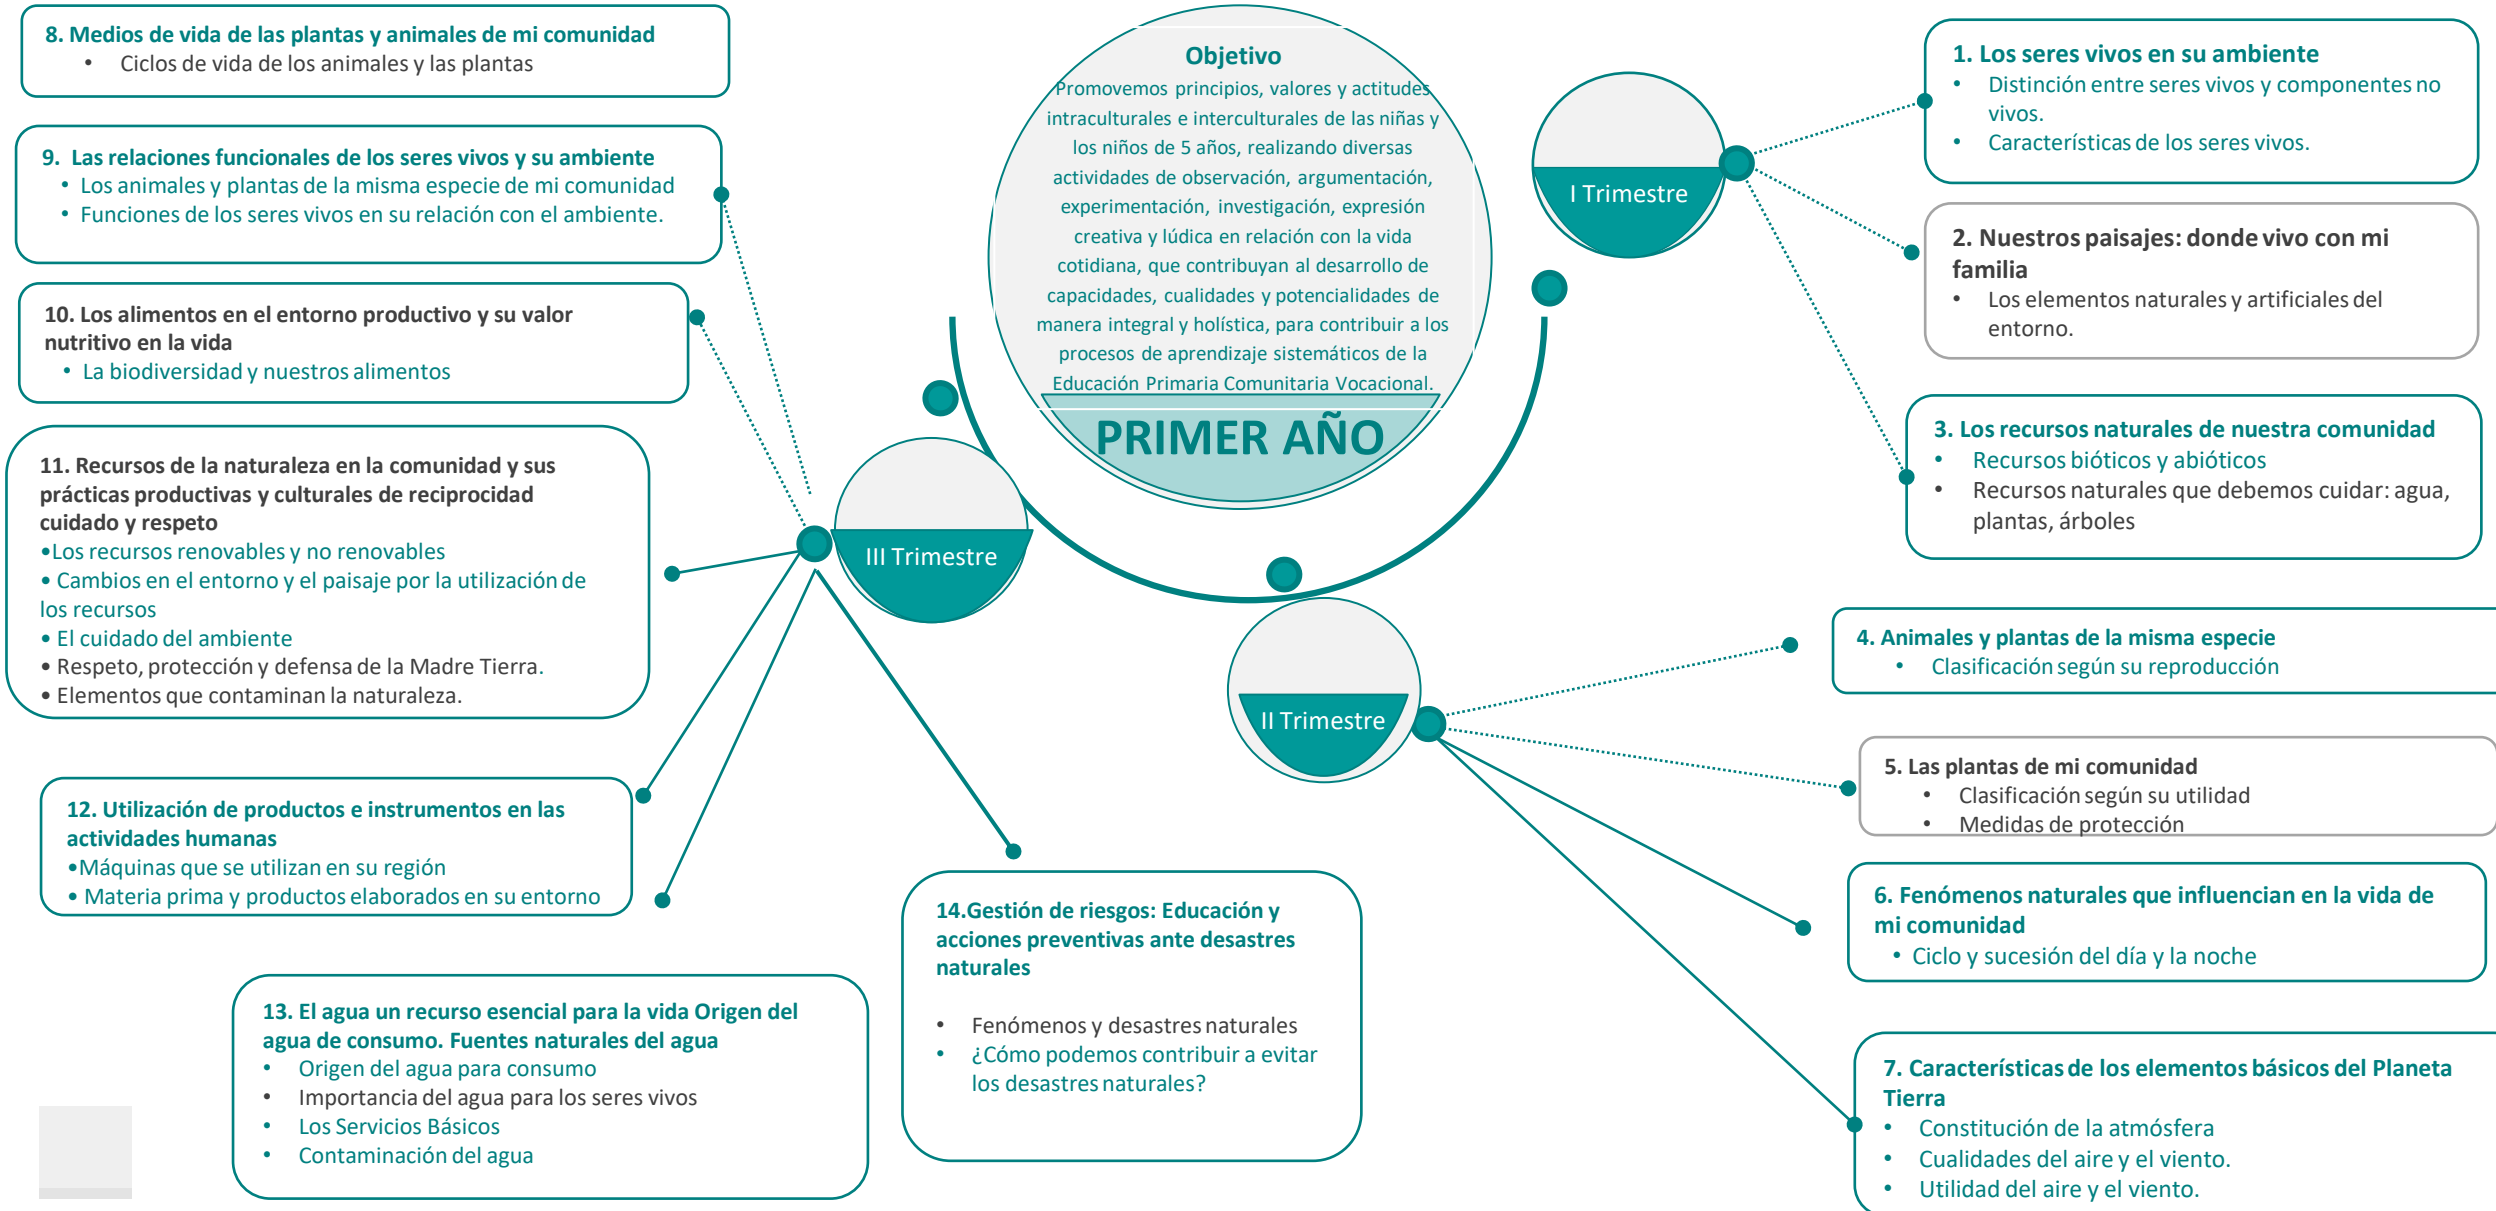 Objetivo
Promovemos principios, valores y actitudes
intraculturales e interculturales de las niñas y
los niños de 5 años, realizando diversas
actividades de observación, argumentación,
experimentación, investigación, expresión
creativa y lúdica en relación con la vida
cotidiana, que contribuyan al desarrollo de
capacidades, cualidades y potencialidades de
manera integral y holística, para contribuir a los
procesos de aprendizaje sistemáticos de la
Educación Primaria Comunitaria Vocacional.
PRIMER AÑO
I Trimestre
1. Los seres vivos en su ambiente
• Distinción entre seres vivos y componentes no
vivos.
• Características de los seres vivos.
2. Nuestros paisajes: donde vivo con mi
familia
• Los elementos naturales y artificiales del
entorno.
3. Los recursos naturales de nuestra comunidad
• Recursos bióticos y abióticos
• Recursos naturales que debemos cuidar: agua,
plantas, árboles
II Trimestre
4. Animales y plantas de la misma especie
• Clasificación según su reproducción
5. Las plantas de mi comunidad
• Clasificación según su utilidad
• Medidas de protección
6. Fenómenos naturales que influencian en la vida de
mi comunidad
• Ciclo y sucesión del día y la noche
7. Características de los elementos básicos del Planeta
Tierra
• Constitución de la atmósfera
• Cualidades del aire y el viento.
• Utilidad del aire y el viento.
III Trimestre
8. Medios de vida de las plantas y animales de mi comunidad
• Ciclos de vida de los animales y las plantas
9. Las relaciones funcionales de los seres vivos y su ambiente
• Los animales y plantas de la misma especie de mi comunidad
• Funciones de los seres vivos en su relación con el ambiente.
10. Los alimentos en el entorno productivo y su valor
nutritivo en la vida
• La biodiversidad y nuestros alimentos
11. Recursos de la naturaleza en la comunidad y sus
prácticas productivas y culturales de reciprocidad
cuidado y respeto
•Los recursos renovables y no renovables
• Cambios en el entorno y el paisaje por la utilización de
los recursos
• El cuidado del ambiente
• Respeto, protección y defensa de la Madre Tierra.
• Elementos que contaminan la naturaleza.
12. Utilización de productos e instrumentos en las
actividades humanas
•Máquinas que se utilizan en su región
• Materia prima y productos elaborados en su entorno
13. El agua un recurso esencial para la vida Origen del
agua de consumo. Fuentes naturales del agua
• Origen del agua para consumo
• Importancia del agua para los seres vivos
• Los Servicios Básicos
• Contaminación del agua
14.Gestión de riesgos: Educación y
acciones preventivas ante desastres
naturales
• Fenómenos y desastres naturales
• ¿Cómo podemos contribuir a evitar
los desastres naturales?